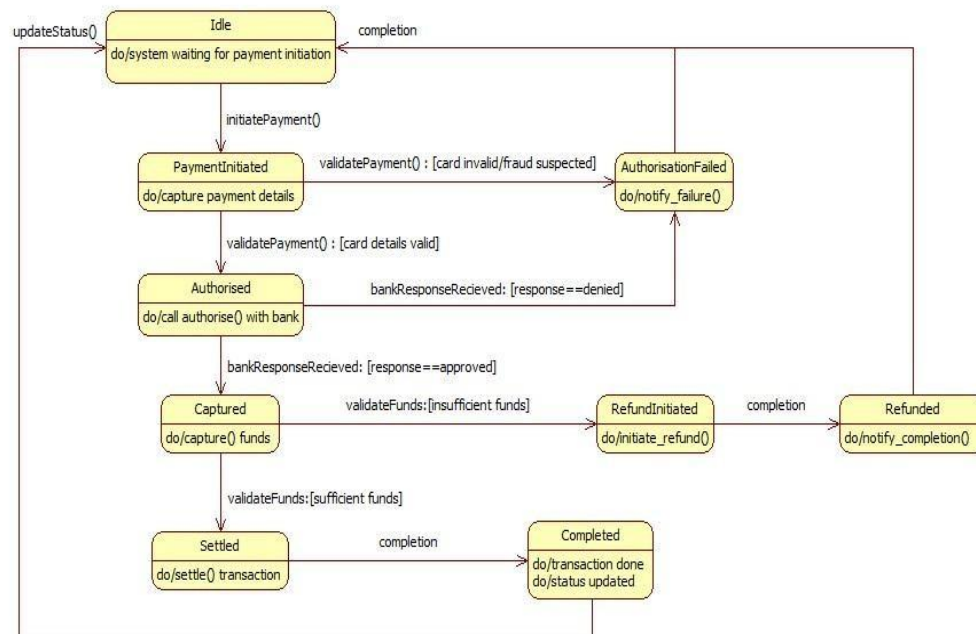 updateStatus()
Idle
completion
do/system waiting for payment initiation
initiatePayment()
PaymentInitiated
do/capture payment details
validatePayment() : [card invalid/fraud suspected]
AuthorisationFailed
do/notify_failure()
validatePayment() : [card details valid]
Authorised
do/call authorise() with bank
bankResponseRecieved: [response==denied]
bankResponseRecieved: [response==approved]
Captured
do/capture() funds
validateFunds:[insufficient funds]
RefundInitiated
do/initiate_refund()
completion
Refunded
do/notify_completion()
validateFunds:[sufficient funds]
Settled
do/settle() transaction
completion
Completed
do/transaction done
do/status updated